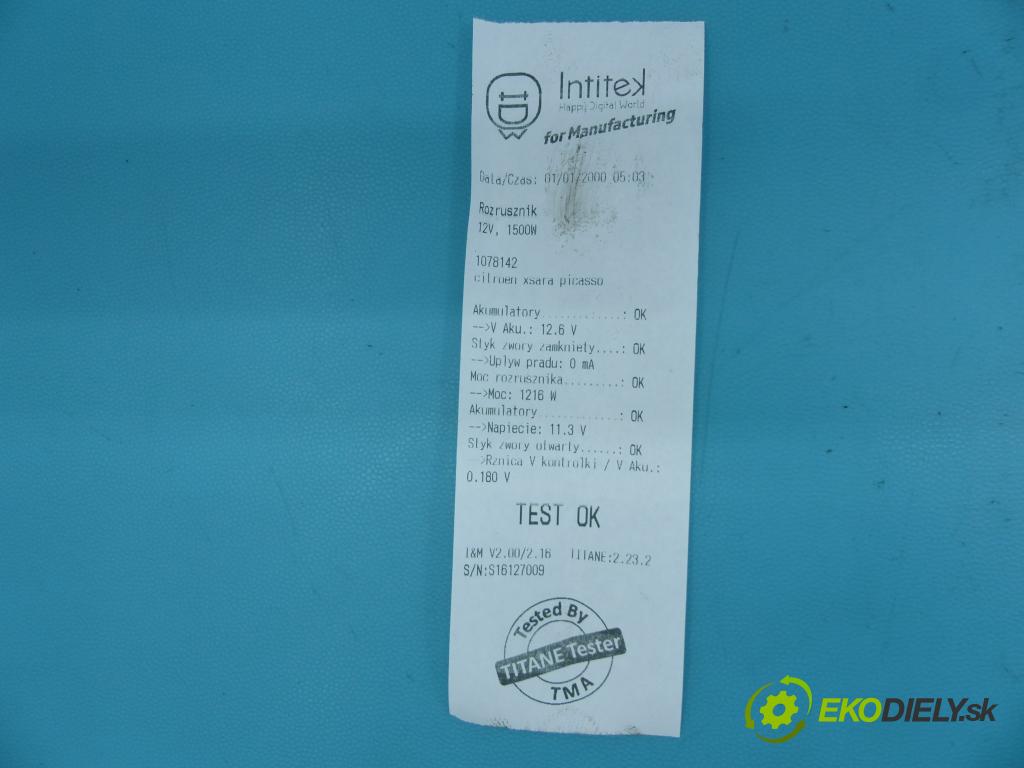 Intitek
Happy Digital World
for Manufacturing
Data/Czas: 01/01/2000 05:03
Rozrusznik
12V, 1500W
1078142
citroen xsara picasso
Akumulatory..............: OK
-->V Aku.: 12.6 V
Styk zwory zamkniety....: OK
-->Uplyw pradu: 0 mA
Moc rozrusznika.........: OK
-->Moc: 1216 W
Akumulatory..............: OK
-->Napiecie: 11.3 V
Styk zwory otwarty......: OK
-->Rznica V kontrolki / V Aku.:
0.180 V
TEST OK
I&M V2.00/2.16 TITANE:2.23.2
S/N:S16127009
Tested By
TITANE Tester
TMA
EKODIELY.sk